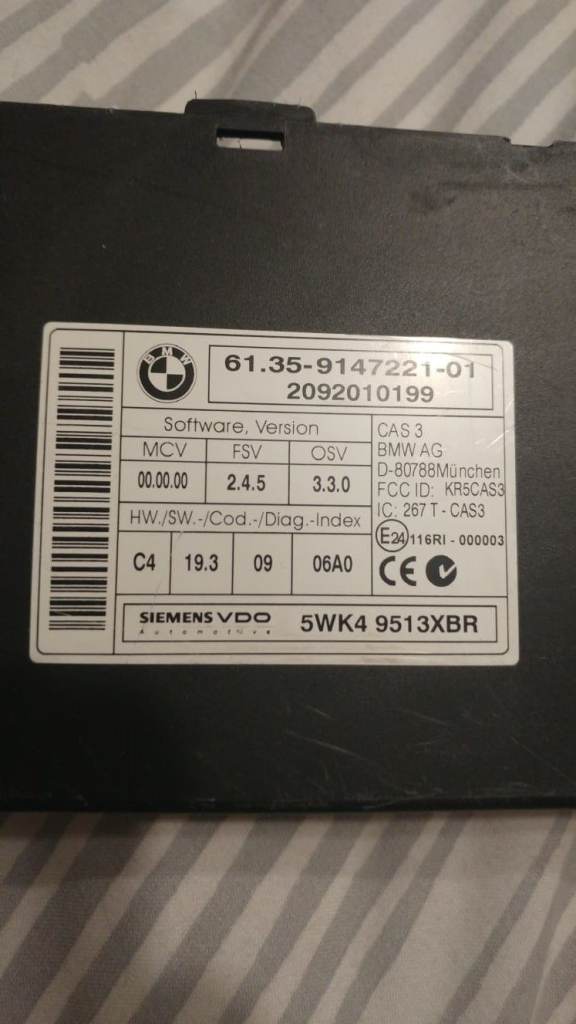 BMW
61.35-9147221-01
2092010199
Software, Version
MCV FSV OSV
00.00.00 2.4.5 3.3.0
HW./SW.-/Cod.-/Diag.-Index
C4 19.3 09 06A0
CAS 3
BMW AG
D-80788München
FCC ID: KR5CAS3
IC: 267 T - CAS3
E24 116RI - 000003
CE
SIEMENS VDO
Automotive
5WK4 9513XBR